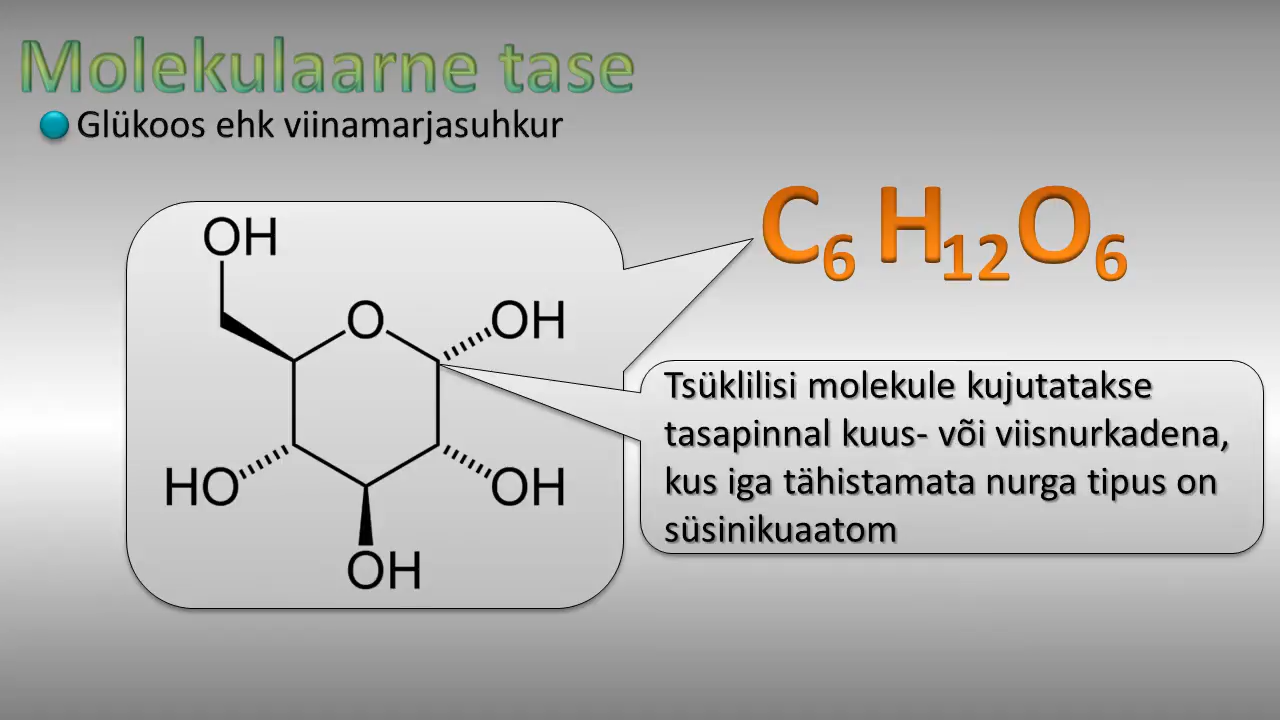 Molekulaarne tase
Glükoos ehk viinamarjasuhkur
C6 H12O6
OH
O
OH
HO
OH
OH
Tsüklilisi molekule kujutatakse
tasapinnal kuus- või viisnurkadena,
kus iga tähistamata nurga tipus on
süsinikuaatom